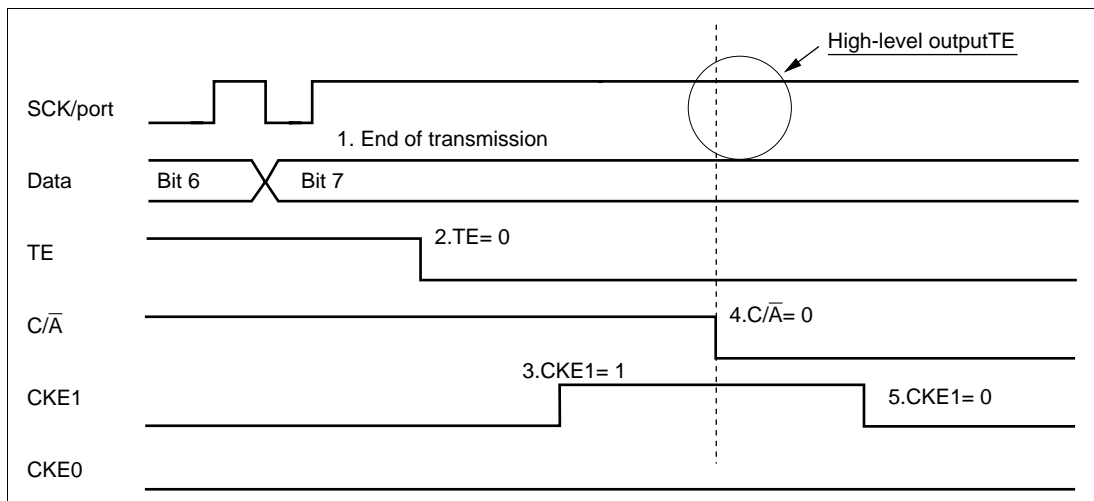 High-level outputTE
SCK/port
1. End of transmission
Data
Bit 6
Bit 7
TE
2.TE= 0
C/A̅
4.C/A̅= 0
3.CKE1= 1
CKE1
5.CKE1= 0
CKE0